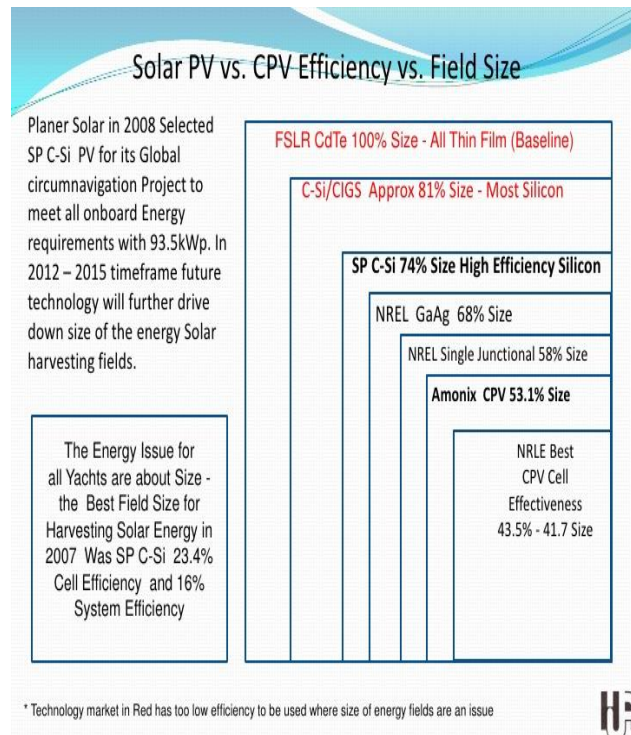 Solar PV vs. CPV Efficiency vs. Field Size
Planer Solar in 2008 Selected
SP C-Si PV for its Global
circumnavigation Project to
meet all onboard Energy
requirements with 93.5kWp. In
2012 – 2015 timeframe future
technology will further drive
down size of the energy Solar
harvesting fields.
The Energy Issue for
all Yachts are about Size -
the Best Field Size for
Harvesting Solar Energy in
2007 Was SP C-Si 23.4%
Cell Efficiency and 16%
System Efficiency
FSLR CdTe 100% Size - All Thin Film (Baseline)
C-Si/CIGS Approx 81% Size - Most Silicon
SP C-Si 74% Size High Efficiency Silicon
NREL GaAg 68% Size
NREL Single Junctional 58% Size
Amonix CPV 53.1% Size
NRLE Best
CPV Cell
Effectiveness
43.5% - 41.7 Size
* Technology market in Red has too low efficiency to be used where size of energy fields are an issue